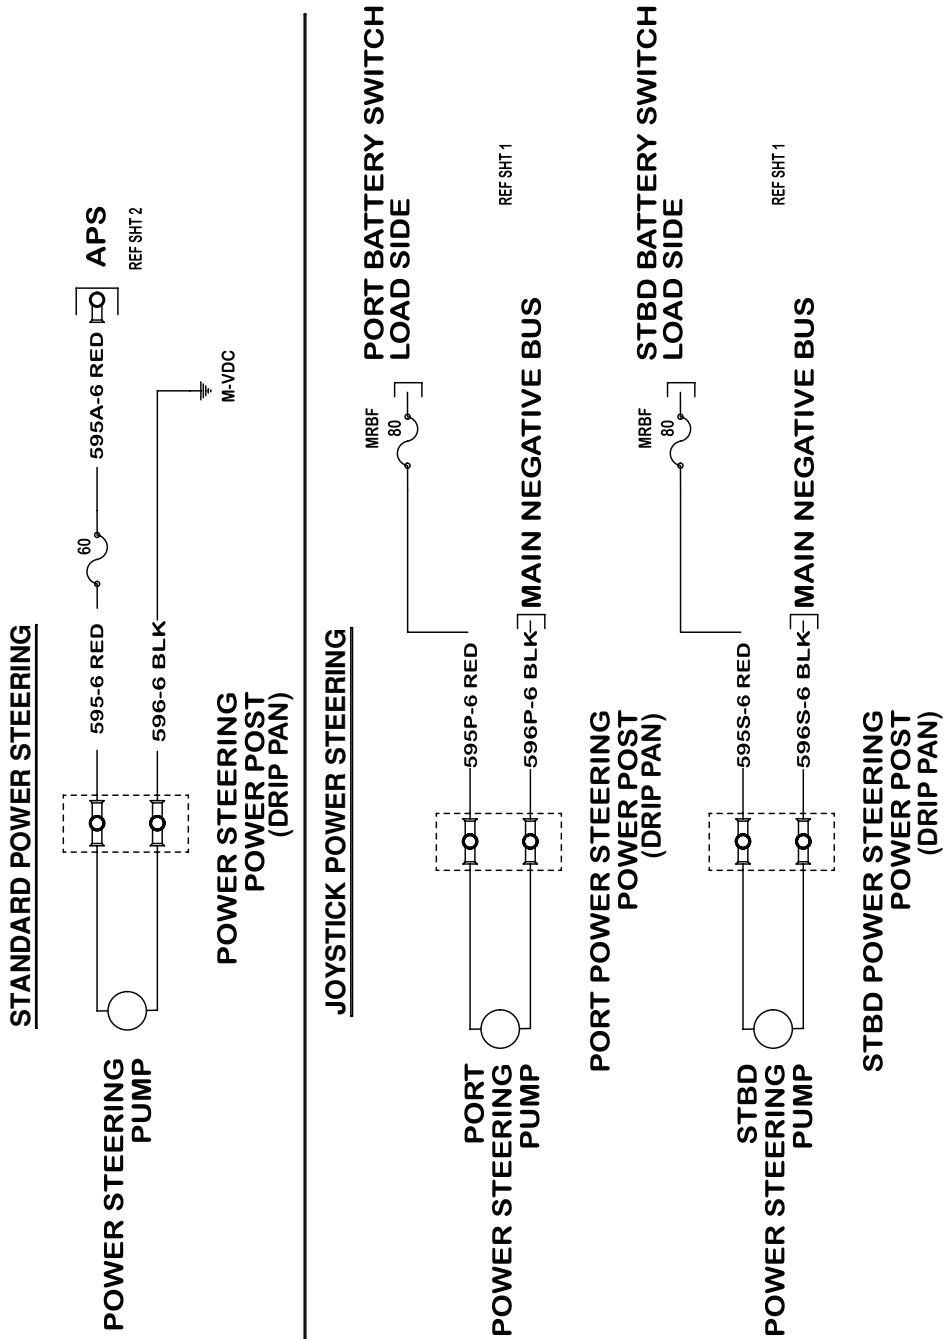 STANDARD POWER STEERING
POWER STEERING
PUMP
595-6 RED
60
595A-6 RED
APS
REF SHT 2
596-6 BLK
M-VDC
POWER STEERING
POWER POST
(DRIP PAN)
JOYSTICK POWER STEERING
PORT
POWER STEERING
PUMP
595P-6 RED
MRBF
80
PORT BATTERY SWITCH
LOAD SIDE
596P-6 BLK
MAIN NEGATIVE BUS
REF SHT 1
PORT POWER STEERING
POWER POST
(DRIP PAN)
STBD
POWER STEERING
PUMP
595S-6 RED
MRBF
80
STBD BATTERY SWITCH
LOAD SIDE
596S-6 BLK
MAIN NEGATIVE BUS
REF SHT 1
STBD POWER STEERING
POWER POST
(DRIP PAN)